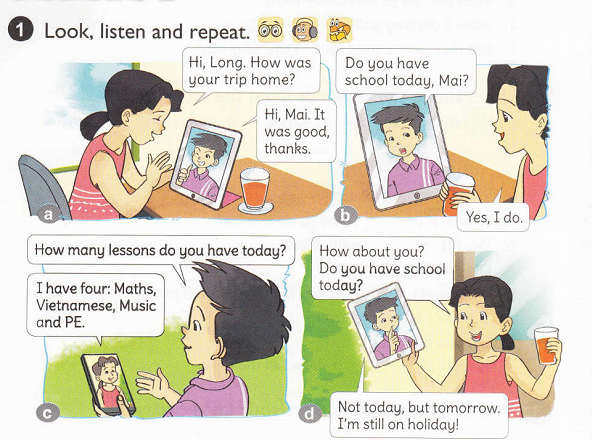 1 Look, listen and repeat.
Hi, Long. How was
your trip home?
Hi, Mai. It
was good,
thanks.
a
Do you have
school today, Mai?
Yes, I do.
b
How many lessons do you have today?
I have four: Maths,
Vietnamese, Music
and PE.
c
How about you?
Do you have school
today?
Not today, but tomorrow.
I'm still on holiday!
d